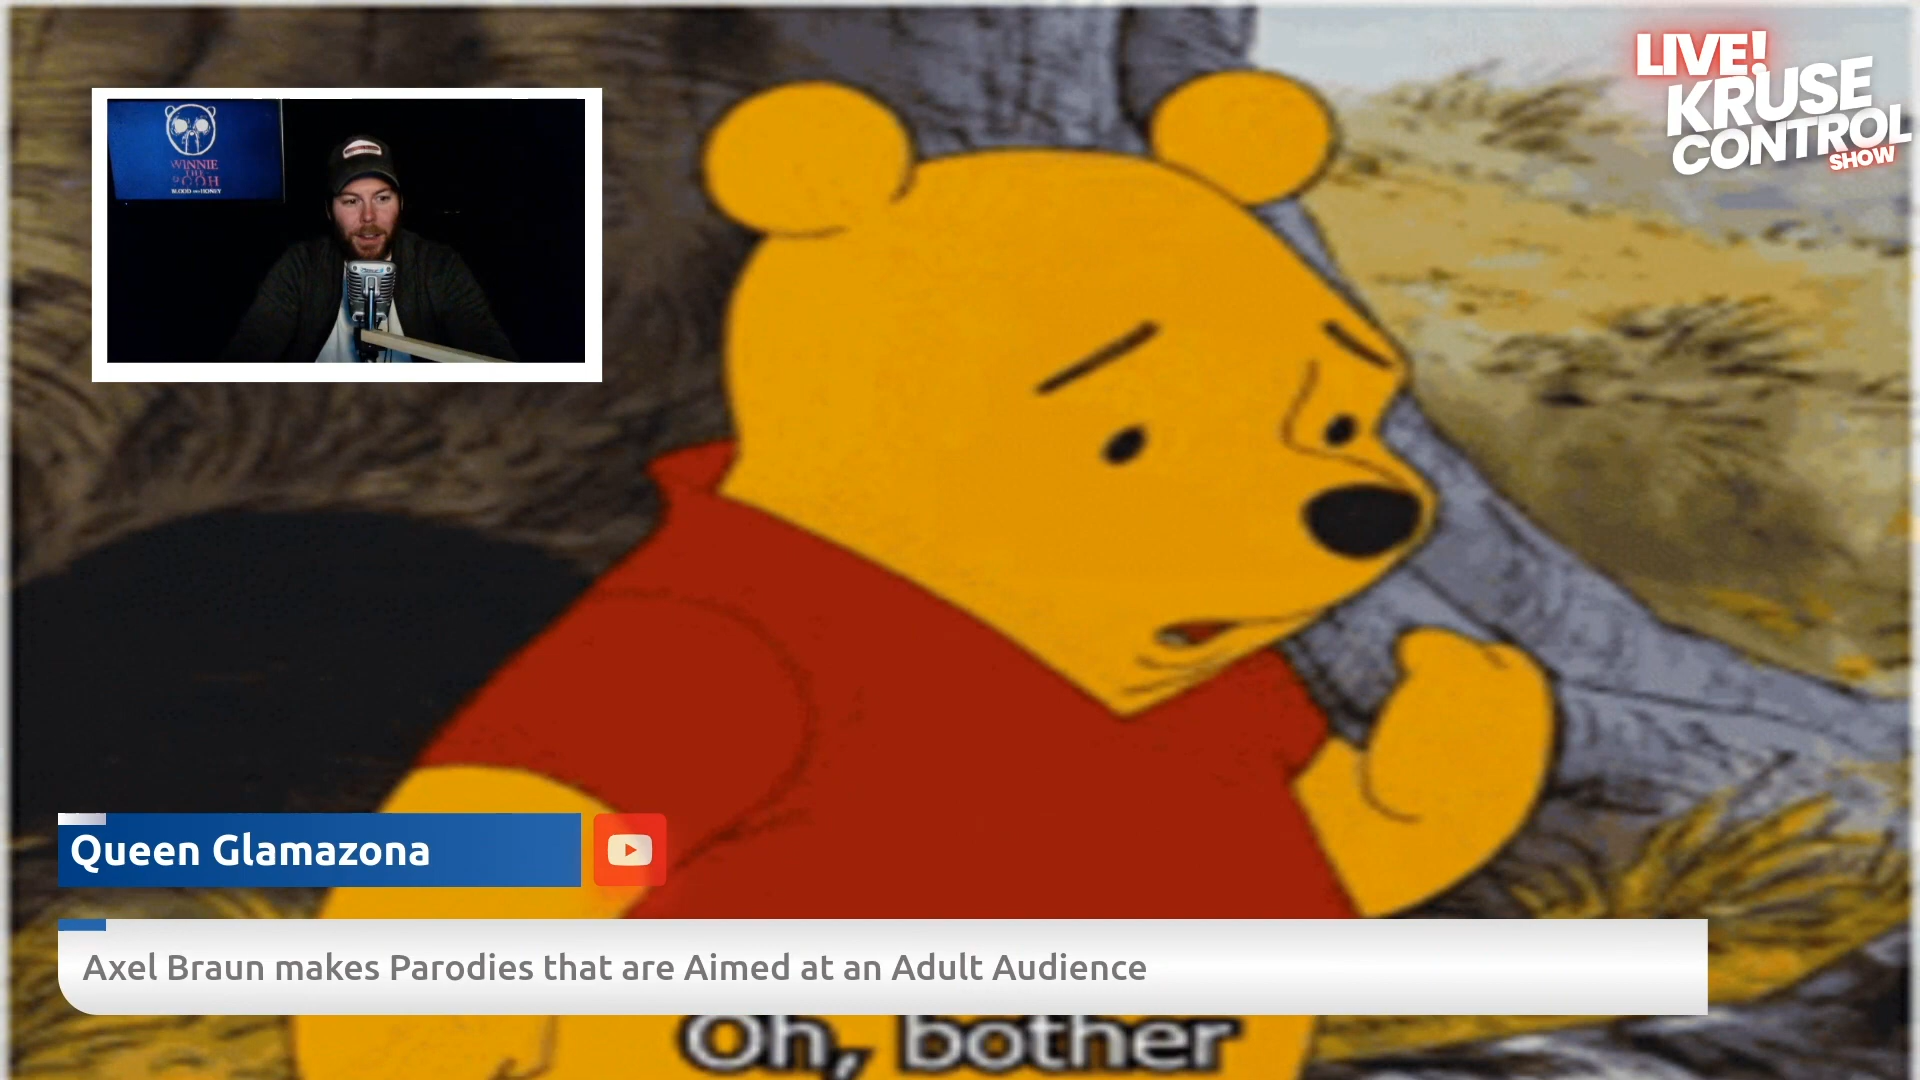 LIVE!
KRUSE
CONTROL
SHOW
WINNIE
THE
POOH
BLOOD AND HONEY
Queen Glamazona
Axel Braun makes Parodies that are Aimed at an Adult Audience
Oh, bother